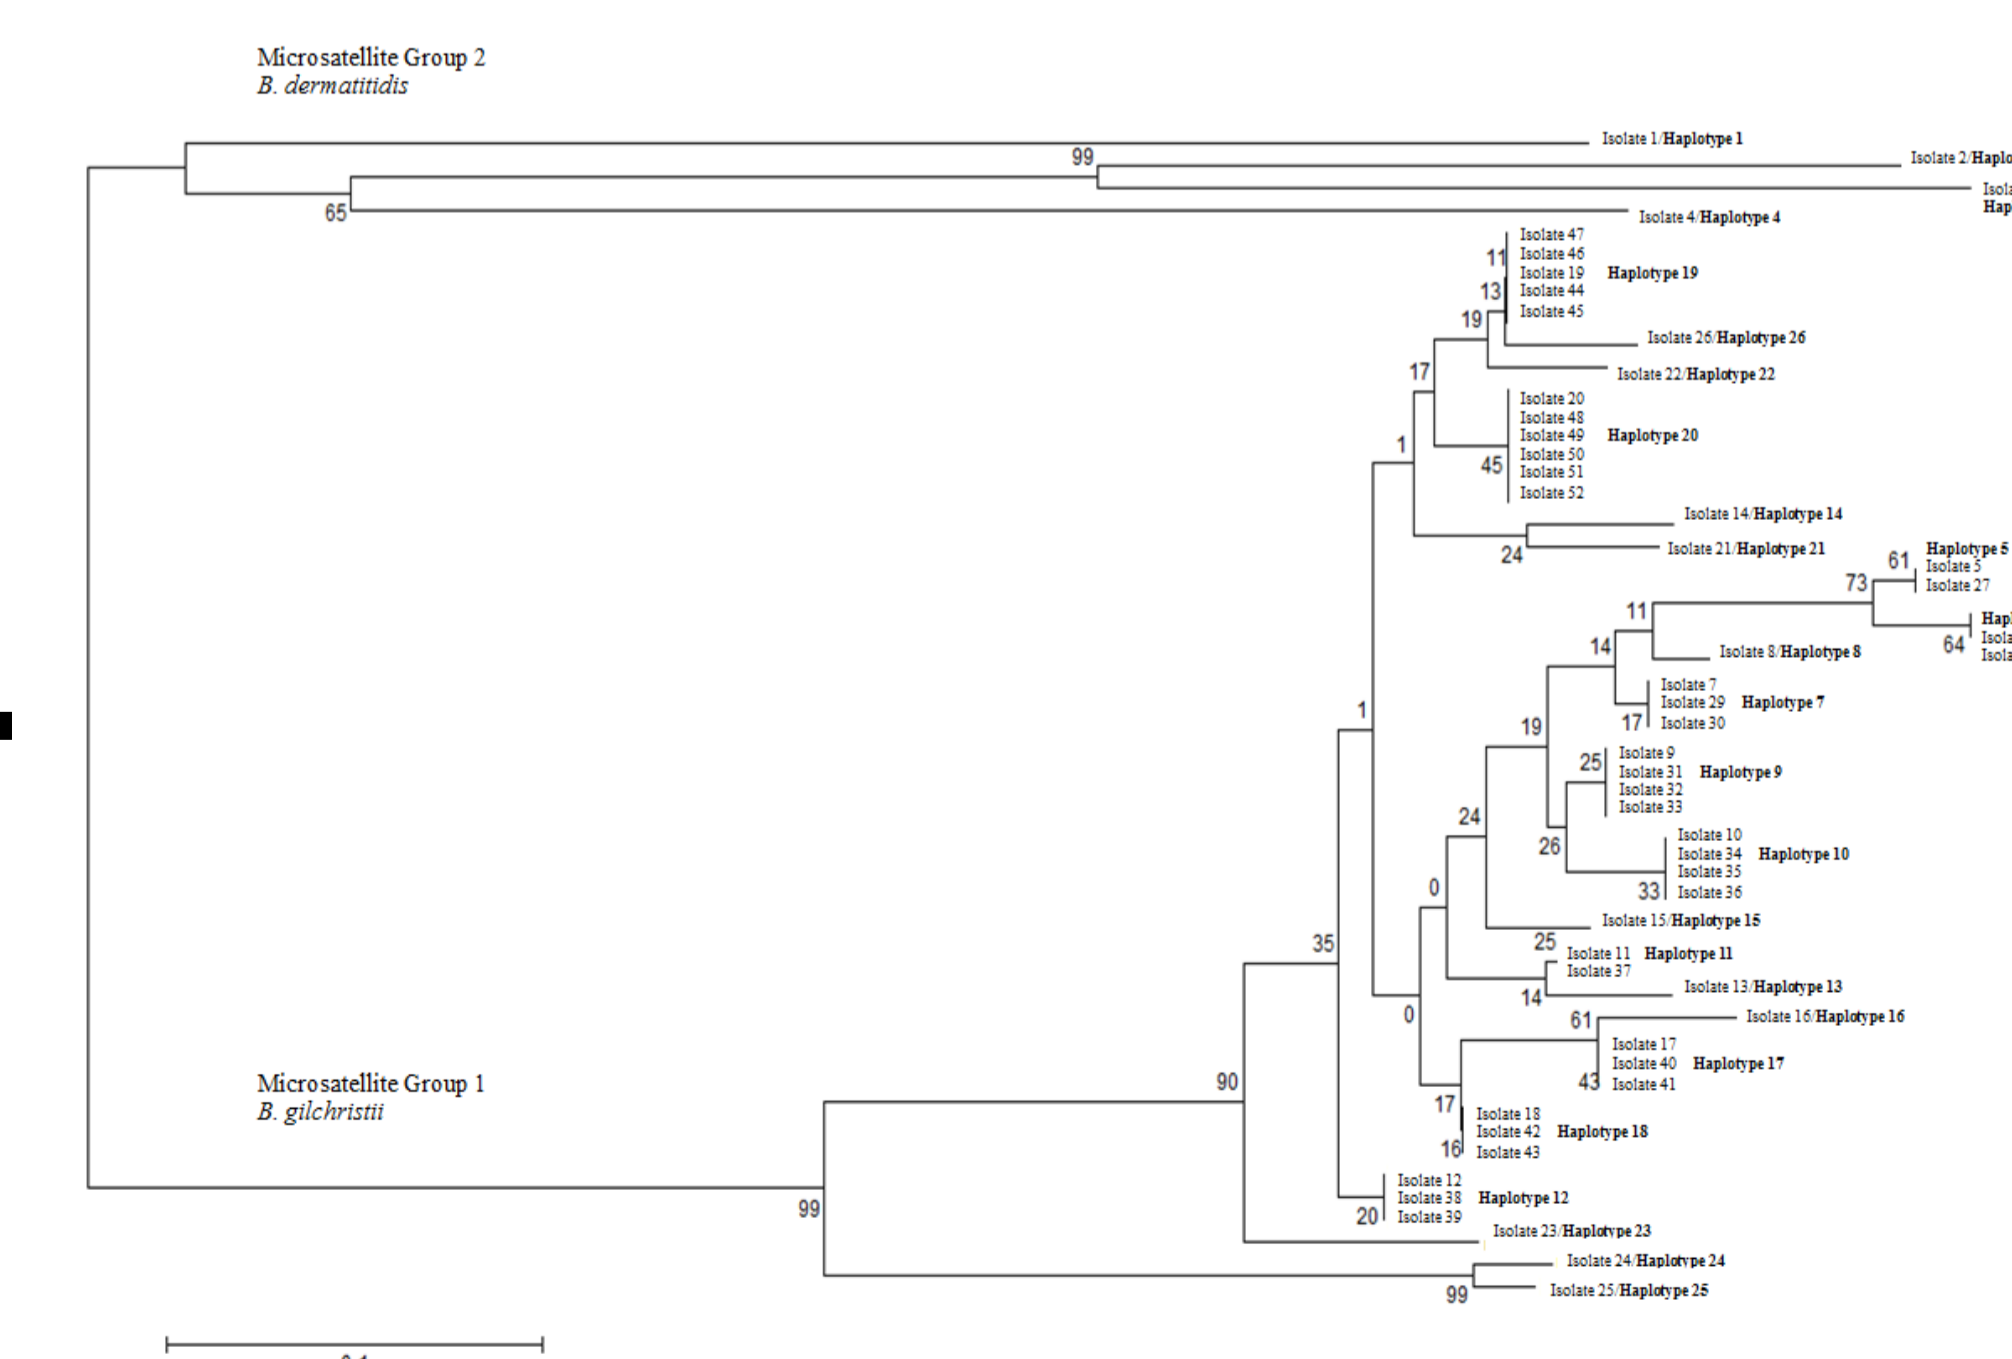 Microsatellite Group 2
B. dermatitidis
Isolate 1/Haplotype 1
99
Isolate 2/Haplo
Isola
Hap
65
Isolate 4/Haplotype 4
Isolate 47
11
Isolate 46
Isolate 19 Haplotype 19
13
Isolate 44
Isolate 45
19
Isolate 26/Haplotype 26
17
Isolate 22/Haplotype 22
Isolate 20
Isolate 48
Isolate 49 Haplotype 20
1
Isolate 50
45
Isolate 51
Isolate 52
Isolate 14/Haplotype 14
24
Isolate 21/Haplotype 21
Haplotype 5
61
Isolate 5
73
Isolate 27
11
Hapl
64
Isola
Isola
14
Isolate 8/Haplotype 8
Isolate 7
Isolate 29 Haplotype 7
17
Isolate 30
1
19
Isolate 9
25
Isolate 31 Haplotype 9
Isolate 32
Isolate 33
24
Isolate 10
26
Isolate 34 Haplotype 10
Isolate 35
33
Isolate 36
0
Isolate 15/Haplotype 15
35
25
Isolate 11 Haplotype 11
Isolate 37
14
Isolate 13/Haplotype 13
0
61
Isolate 16/Haplotype 16
Isolate 17
Isolate 40 Haplotype 17
43
Isolate 41
Microsatellite Group 1
B. gilchristii
90
17
Isolate 18
Isolate 42 Haplotype 18
16
Isolate 43
Isolate 12
Isolate 38 Haplotype 12
20
Isolate 39
99
Isolate 23/Haplotype 23
Isolate 24/Haplotype 24
99
Isolate 25/Haplotype 25